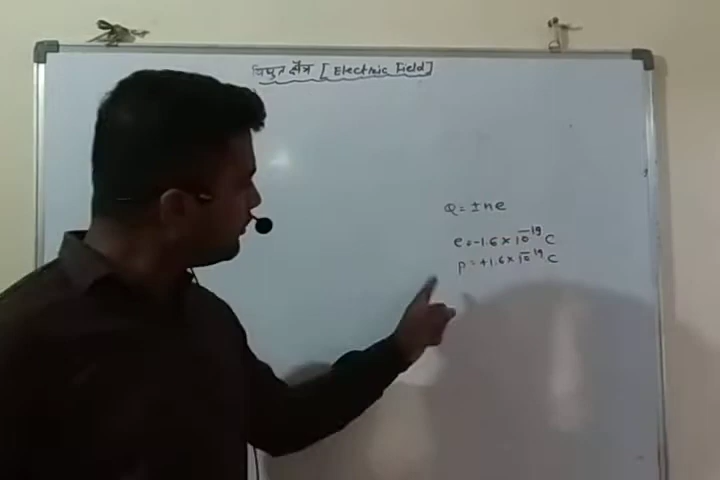 विघुत क्षैत्र [Electric Field]
Q = ±ne
e = -1.6 × 10⁻¹⁹ C
p = +1.6 × 10⁻¹⁹ C